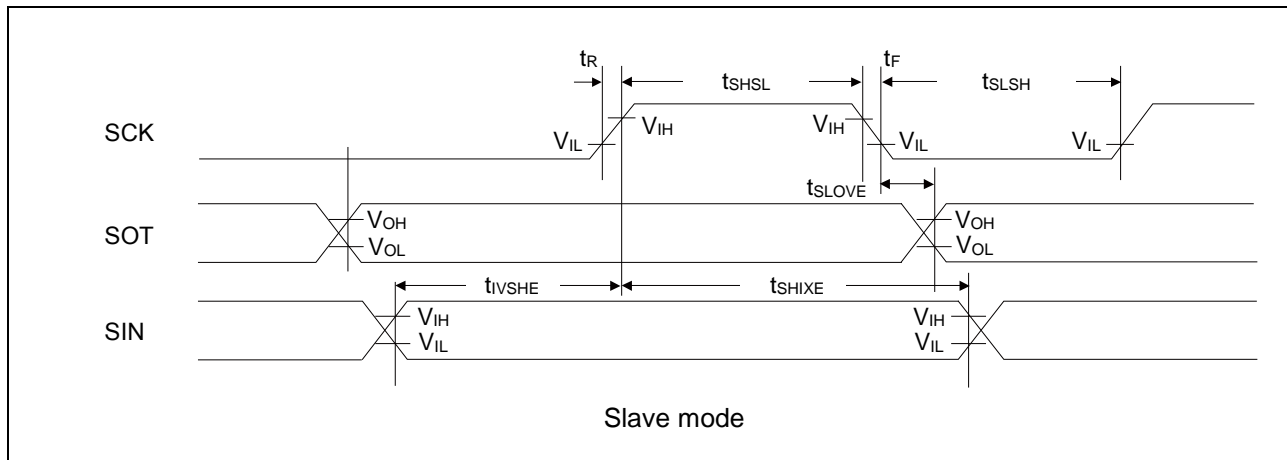 tR tF
tSHSL tSLSH
SCK VIH VIH
VIL VIL VIL
tSLOVE
SOT VOH VOH
VOL VOL
tIVSHE tSHIXE
SIN VIH VIH
VIL VIL
Slave mode